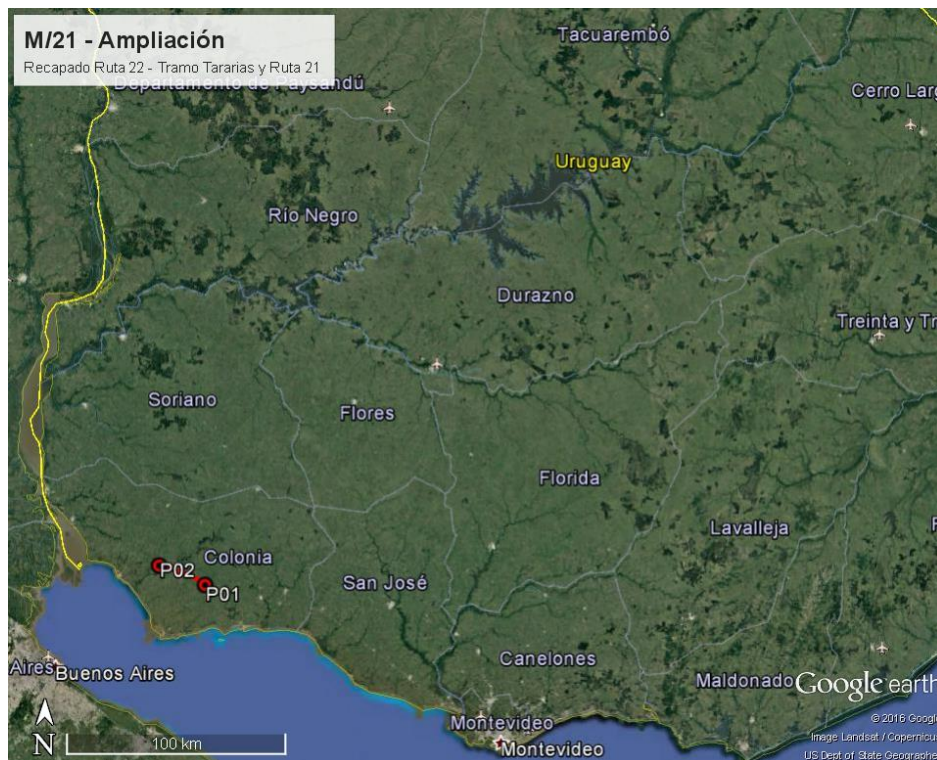 M/21 - Ampliación
Recapado Ruta 22 - Tramo Tararias y Ruta 21
Tacuarembó
Departamento de Paysandú
Cerro Larg
Uruguay
Río Negro
Durazno
Treinta y Tr
Soriano
Flores
Florida
Lavalleja
Colonia
P02
P01
San José
Canelones
Aires
Buenos Aires
Maldonado
Google earth
N
100 km
Montevideo
Montevideo
© 2016 Google
Image Landsat / Copernicus
US Dept of State Geographe